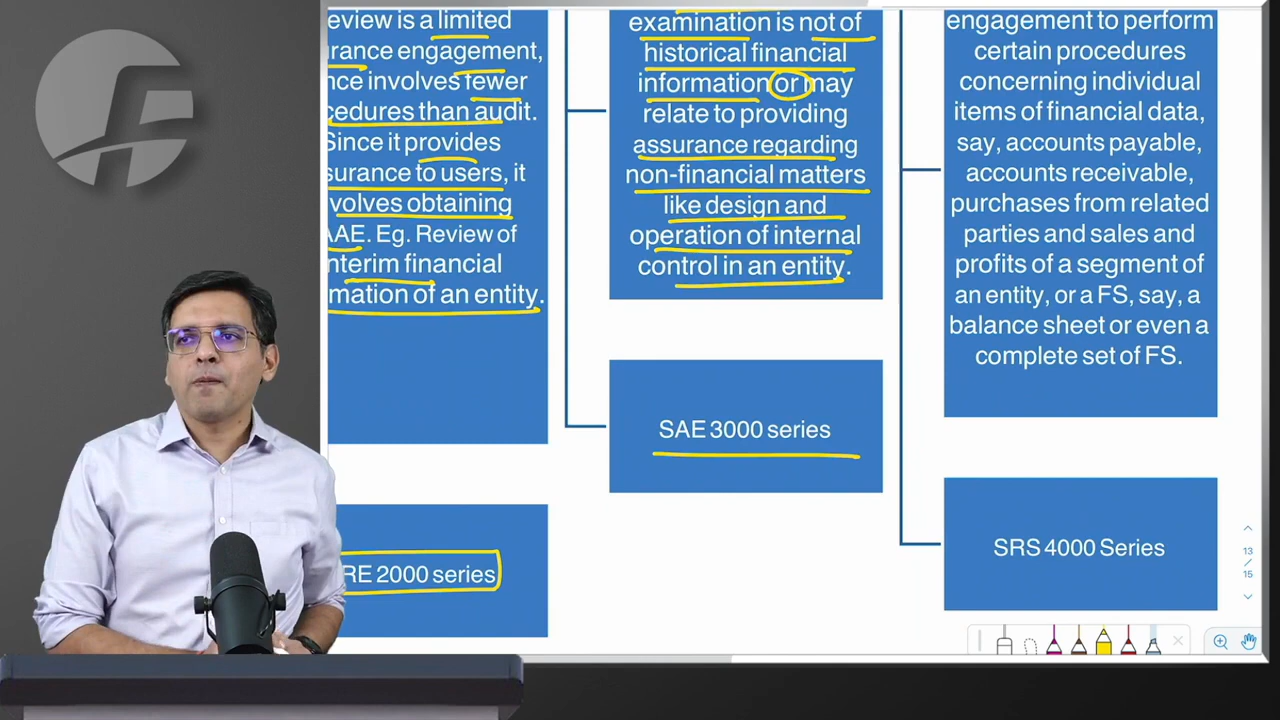 eview is a limited
rance engagement,
nce involves fewer
cedures than audit.
Since it provides
surance to users, it
volves obtaining
AAE. Eg. Review of
nterim financial
mation of an entity.
RE 2000 series
examination is not of
historical financial
information or may
relate to providing
assurance regarding
non-financial matters
like design and
operation of internal
control in an entity.
SAE 3000 series
engagement to perform
certain procedures
concerning individual
items of financial data,
say, accounts payable,
accounts receivable,
purchases from related
parties and sales and
profits of a segment of
an entity, or a FS, say, a
balance sheet or even a
complete set of FS.
SRS 4000 Series
13
/
15